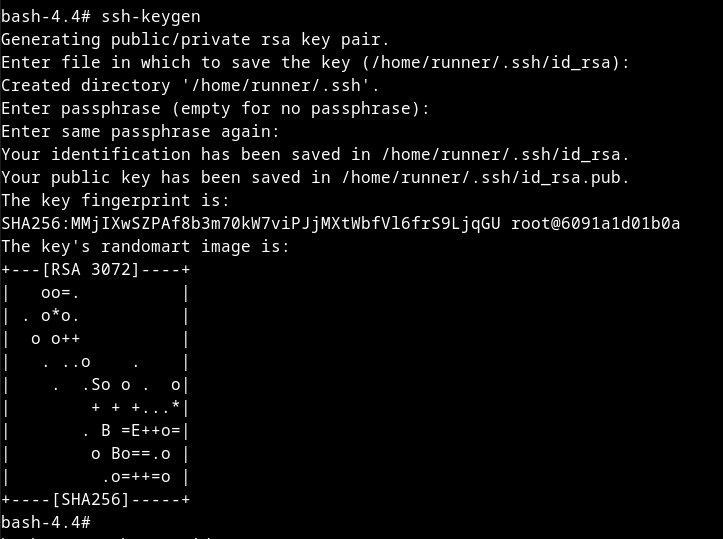 bash-4.4# ssh-keygen
Generating public/private rsa key pair.
Enter file in which to save the key (/home/runner/.ssh/id_rsa):
Created directory '/home/runner/.ssh'.
Enter passphrase (empty for no passphrase):
Enter same passphrase again:
Your identification has been saved in /home/runner/.ssh/id_rsa.
Your public key has been saved in /home/runner/.ssh/id_rsa.pub.
The key fingerprint is:
SHA256:MMjIXwSZPAf8b3m70kW7viPJjMXtWbfVl6frS9LjqGU root@6091a1d01b0a
The key's randomart image is:
+---[RSA 3072]----+
|   oo=.          |
| . o*o.          |
|  o o++          |
|   . ..o    .    |
|    .  .So o .  o|
|        + + +...*|
|       . B =E++o=|
|        o Bo==.o |
|         .o=++=o |
+----[SHA256]-----+
bash-4.4#